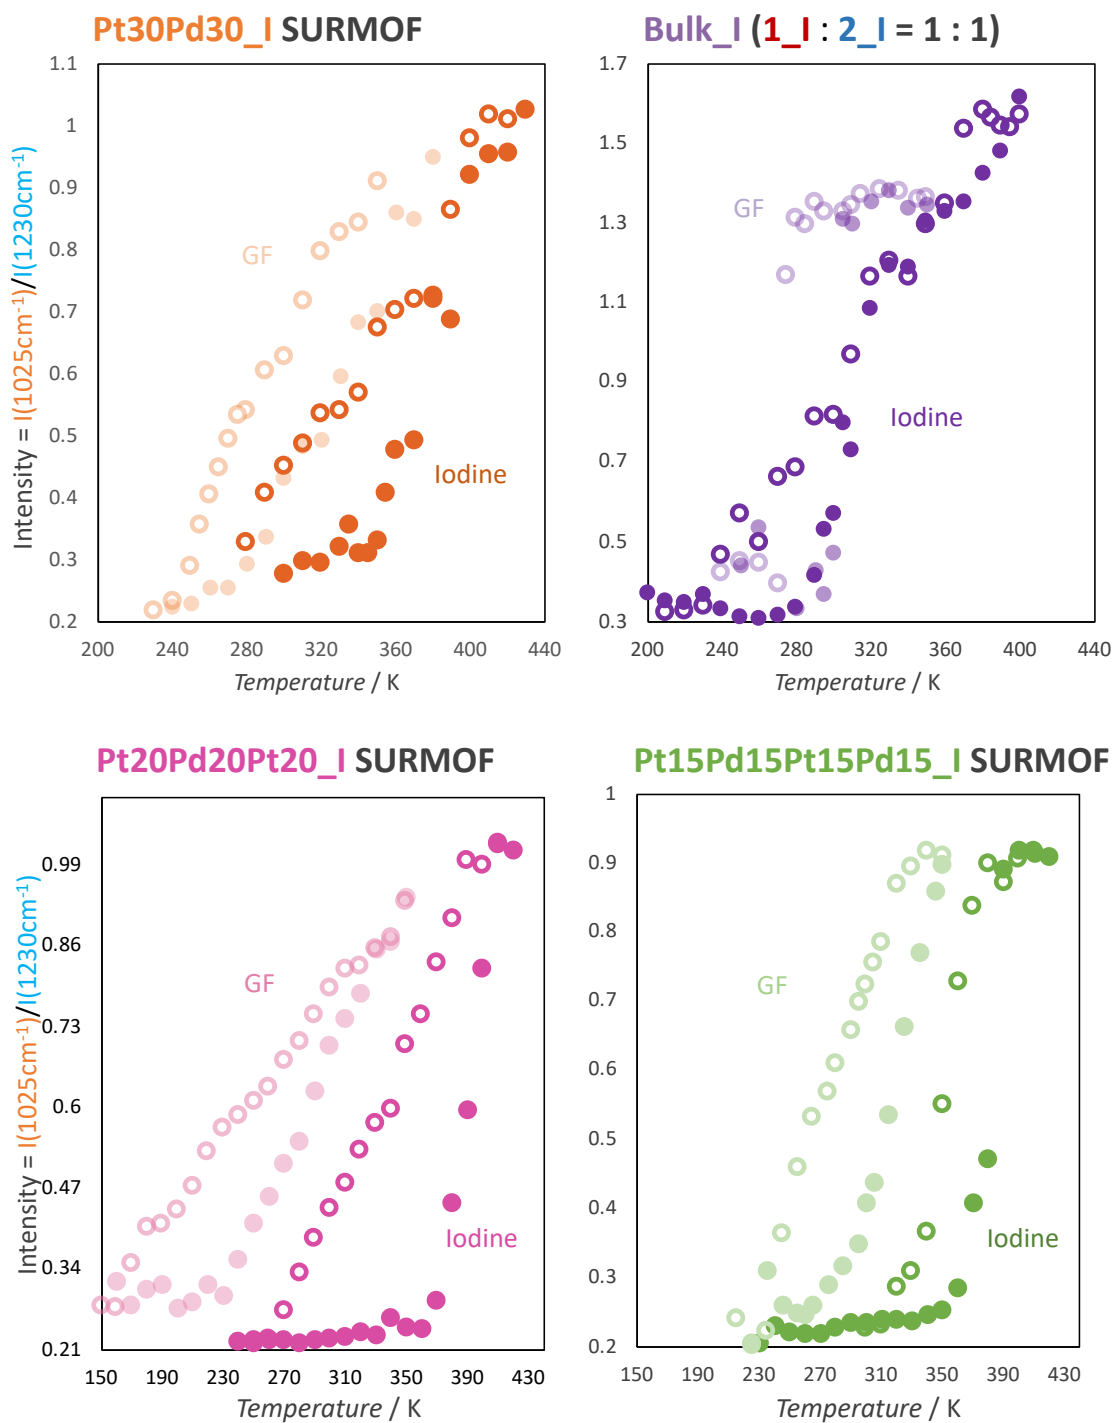 Pt30Pd30_I SURMOF
Intensity = I(1025cm⁻¹)/I(1230cm⁻¹)
1.1
1
0.9
0.8
0.7
0.6
0.5
0.4
0.3
0.2
GF
Iodine
200 240 280 320 360 400 440
Temperature / K
Bulk_I (1_I : 2_I = 1 : 1)
1.7
1.5
1.3
1.1
0.9
0.7
0.5
0.3
GF
Iodine
200 240 280 320 360 400 440
Temperature / K
Pt20Pd20Pt20_I SURMOF
Intensity = I(1025cm⁻¹)/I(1230cm⁻¹)
0.99
0.86
0.73
0.6
0.47
0.34
0.21
GF
Iodine
150 190 230 270 310 350 390 430
Temperature / K
Pt15Pd15Pt15Pd15_I SURMOF
1
0.9
0.8
0.7
0.6
0.5
0.4
0.3
0.2
GF
Iodine
150 200 250 300 350 400 450
Temperature / K